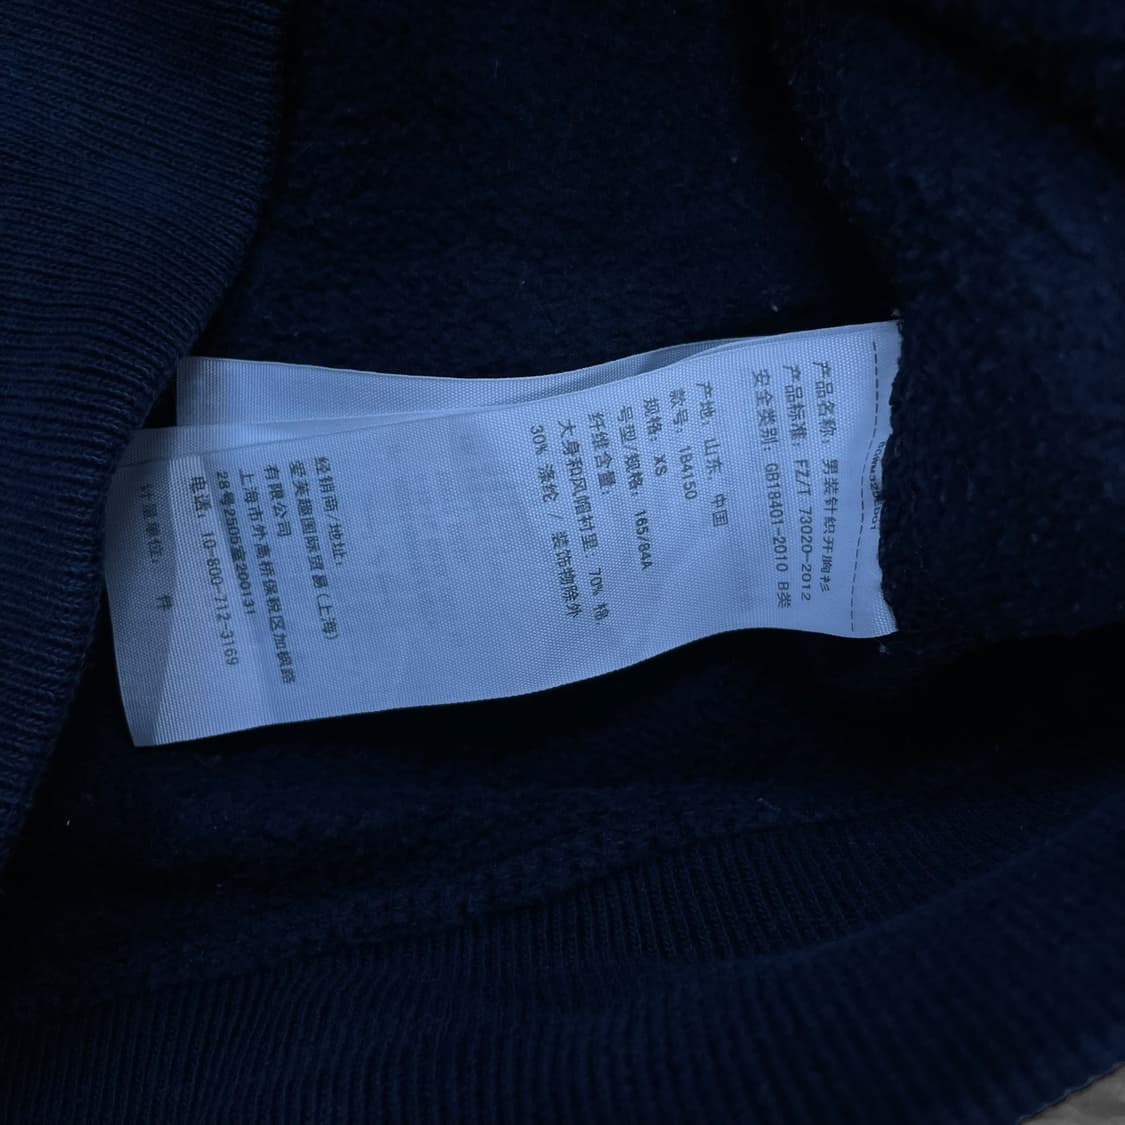 产品名称: 男装针织开胸衫
产品标准: FZ/T 73020-2012
安全类别: GB18401-2010 B类
产地: 山东, 中国
款号: 184150
规格: XS
号型/规格: 165/84A
纤维含量:
大身和风帽衬里 70% 棉
30% 涤纶 / 装饰物除外
经销商/地址:
爱芙趣国际贸易(上海)
有限公司
上海市外高桥保税区加枫路
28号2505室200131
电话: 10-800-712-3169
计量单位: 件